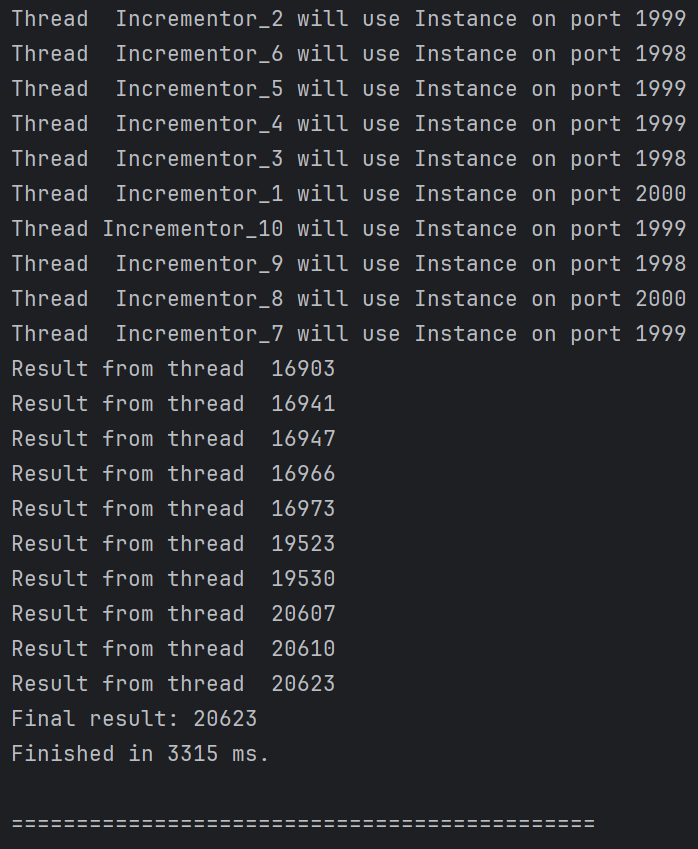 Thread  Incrementor_2 will use Instance on port 1999
Thread  Incrementor_6 will use Instance on port 1998
Thread  Incrementor_5 will use Instance on port 1999
Thread  Incrementor_4 will use Instance on port 1999
Thread  Incrementor_3 will use Instance on port 1998
Thread  Incrementor_1 will use Instance on port 2000
Thread Incrementor_10 will use Instance on port 1999
Thread  Incrementor_9 will use Instance on port 1998
Thread  Incrementor_8 will use Instance on port 2000
Thread  Incrementor_7 will use Instance on port 1999
Result from thread  16903
Result from thread  16941
Result from thread  16947
Result from thread  16966
Result from thread  16973
Result from thread  19523
Result from thread  19530
Result from thread  20607
Result from thread  20610
Result from thread  20623
Final result: 20623
Finished in 3315 ms.
=============================================